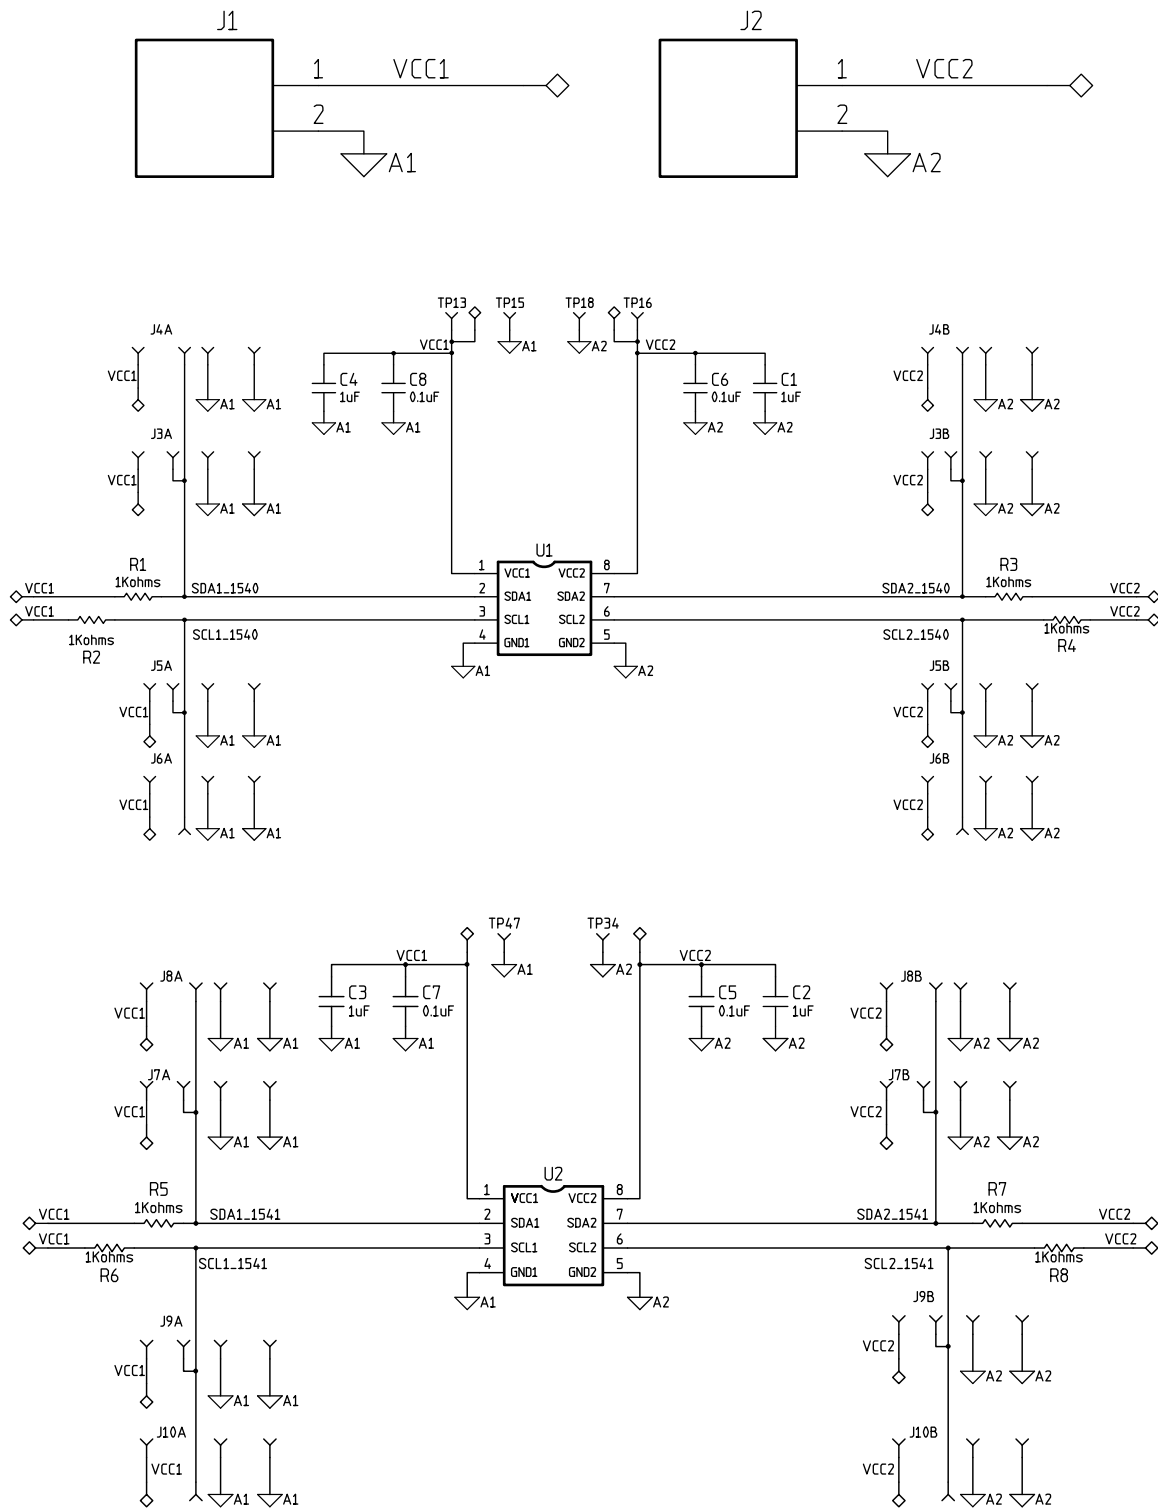 J1 J2
1 VCC1 1 VCC2
2 2
A1 A2
TP13 TP15 TP18 TP16
J4A VCC1 A1 A2 VCC2 J4B
VCC1 C4 C8 C6 C1 VCC2
1uF 0.1uF 0.1uF 1uF
A1 A1 A2 A2
J3A A1 A1 A2 A2 J3B
VCC1 VCC2
A1 A1 A2 A2
U1
R1 1 VCC1 VCC2 8 R3
VCC1 1Kohms SDA1_1540 2 SDA1 SDA2 7 SDA2_1540 1Kohms VCC2
VCC1 3 SCL1 SCL2 6 VCC2
1Kohms SCL1_1540 4 GND1 GND2 5 SCL2_1540 1Kohms
R2 R4
J5A A1 A2 J5B
VCC1 VCC2
A1 A1 A2 A2
J6A J6B
VCC1 VCC2
A1 A1 A2 A2
TP47 TP34
VCC1 A1 A2 VCC2
J8A J8B
VCC1 C3 C7 C5 C2 VCC2
1uF 0.1uF 0.1uF 1uF
A1 A1 A1 A1 A2 A2 A2 A2
J7A J7B
VCC1 VCC2
A1 A1 A2 A2
U2
R5 1 VCC1 VCC2 8 R7
VCC1 1Kohms SDA1_1541 2 SDA1 SDA2 7 SDA2_1541 1Kohms VCC2
VCC1 3 SCL1 SCL2 6 VCC2
1Kohms SCL1_1541 4 GND1 GND2 5 SCL2_1541 1Kohms
R6 R8
A1 A2
J9A J9B
VCC1 VCC2
A1 A1 A2 A2
J10A J10B
VCC1 VCC2
A1 A1 A2 A2